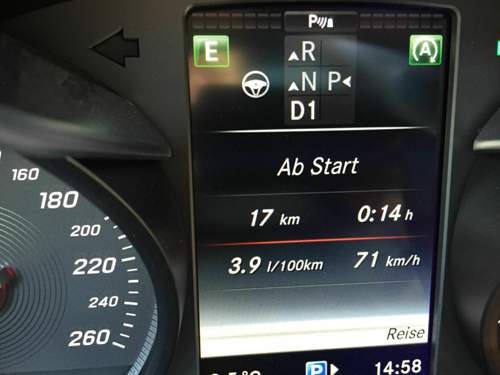 P
E
R
A
N P
D1
Ab Start
17 km 0:14 h
3.9 l/100km 71 km/h
Reise
P 14:58
160
180
200
220
240
260